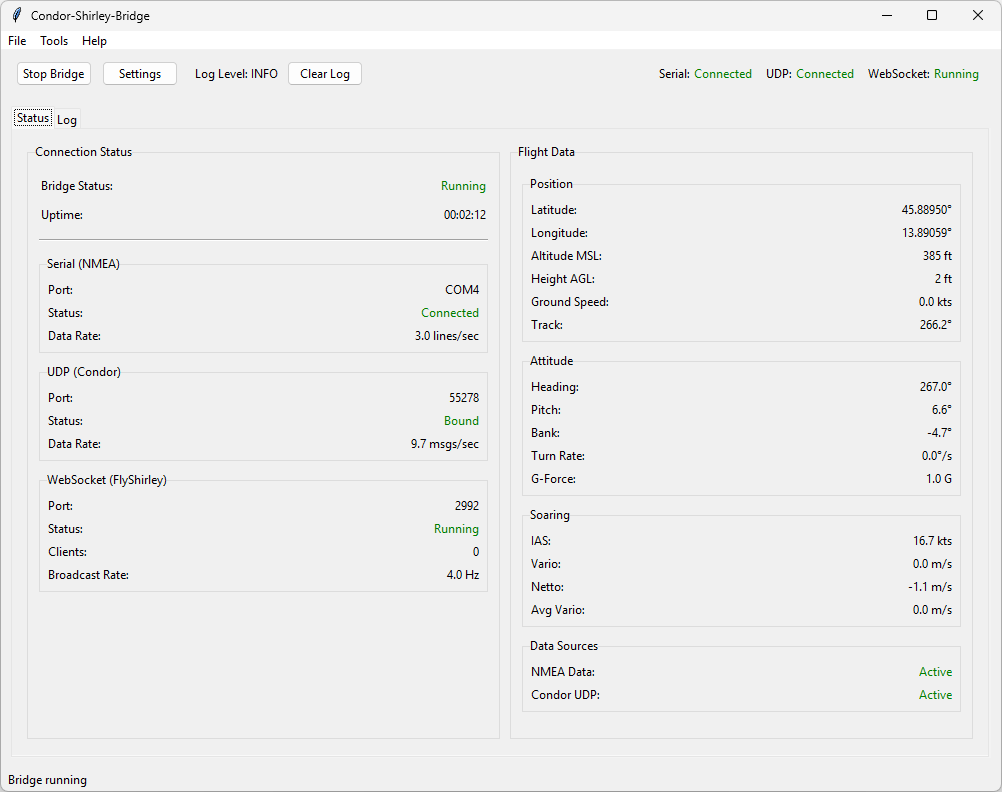 Condor-Shirley-Bridge
File Tools Help
Stop Bridge Settings Log Level: INFO Clear Log Serial: Connected UDP: Connected WebSocket: Running
Status Log
Connection Status
Bridge Status: Running
Uptime: 00:02:12
Serial (NMEA)
Port: COM4
Status: Connected
Data Rate: 3.0 lines/sec
UDP (Condor)
Port: 55278
Status: Bound
Data Rate: 9.7 msgs/sec
WebSocket (FlyShirley)
Port: 2992
Status: Running
Clients: 0
Broadcast Rate: 4.0 Hz
Flight Data
Position
Latitude: 45.88950°
Longitude: 13.89059°
Altitude MSL: 385 ft
Height AGL: 2 ft
Ground Speed: 0.0 kts
Track: 266.2°
Attitude
Heading: 267.0°
Pitch: 6.6°
Bank: -4.7°
Turn Rate: 0.0°/s
G-Force: 1.0 G
Soaring
IAS: 16.7 kts
Vario: 0.0 m/s
Netto: -1.1 m/s
Avg Vario: 0.0 m/s
Data Sources
NMEA Data: Active
Condor UDP: Active
Bridge running